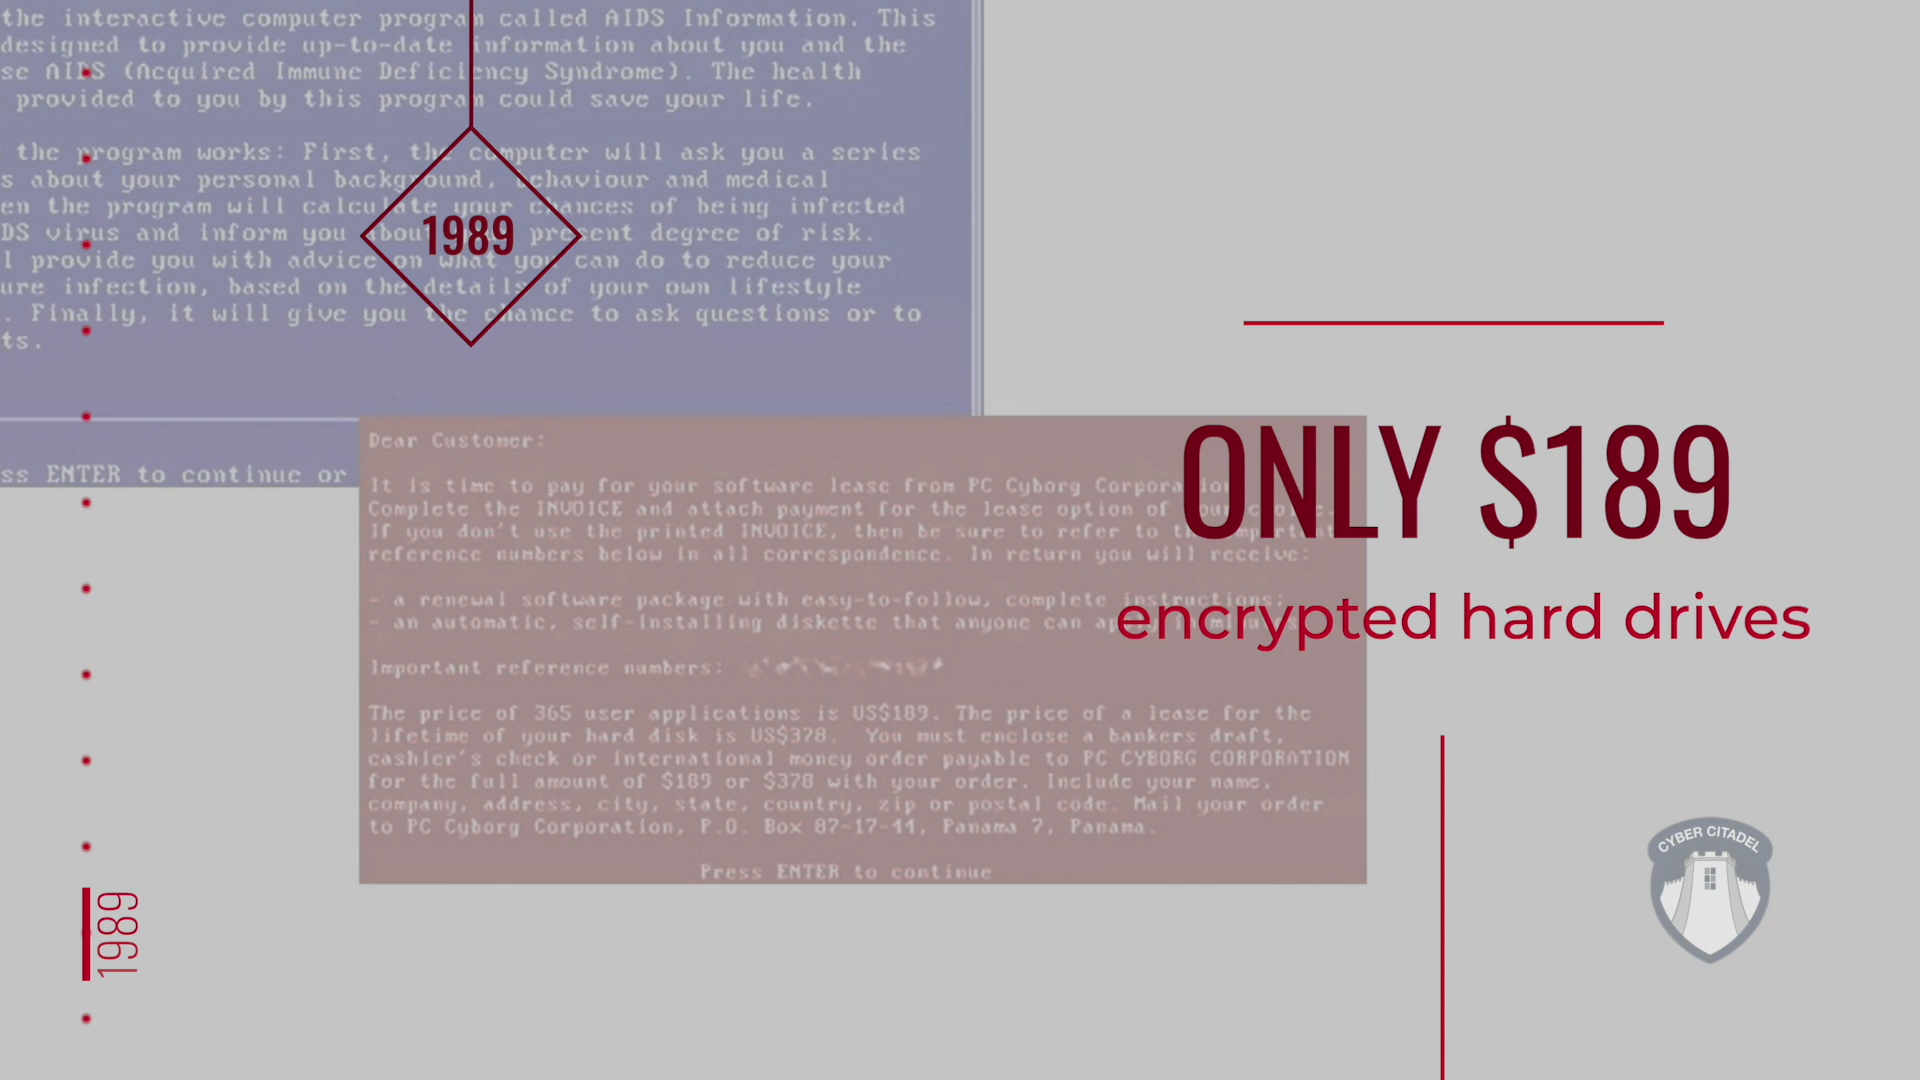 the interactive computer program called AIDS Information. This
designed to provide up-to-date information about you and the
se AIDS (Acquired Immune Deficiency Syndrome). The health
provided to you by this program could save your life.
the program works: First, the computer will ask you a series
s about your personal background, behaviour and medical
en the program will calculate your chances of being infected
DS virus and inform you about your present degree of risk.
l provide you with advice on what you can do to reduce your
ure infection, based on the details of your own lifestyle
. Finally, it will give you the chance to ask questions or to
ts.
ss ENTER to continue or
1989
Dear Customer:
It is time to pay for your software lease from PC Cyborg Corporation
Complete the INVOICE and attach payment for the lease option of your choice.
If you don't use the printed INVOICE, then be sure to refer to the important
reference numbers below in all correspondence. In return you will receive:
- a renewal software package with easy-to-follow, complete instructions;
- an automatic, self-installing diskette that anyone can apply in minutes.
Important reference numbers:
The price of 365 user applications is US$189. The price of a lease for the
lifetime of your hard disk is US$378. You must enclose a bankers draft,
cashier's check or international money order payable to PC CYBORG CORPORATION
for the full amount of $189 or $378 with your order. Include your name,
company, address, city, state, country, zip or postal code. Mail your order
to PC Cyborg Corporation, P.O. Box 87-17-44, Panama 7, Panama.
Press ENTER to continue
ONLY $189
encrypted hard drives
1989
CYBER CITADEL